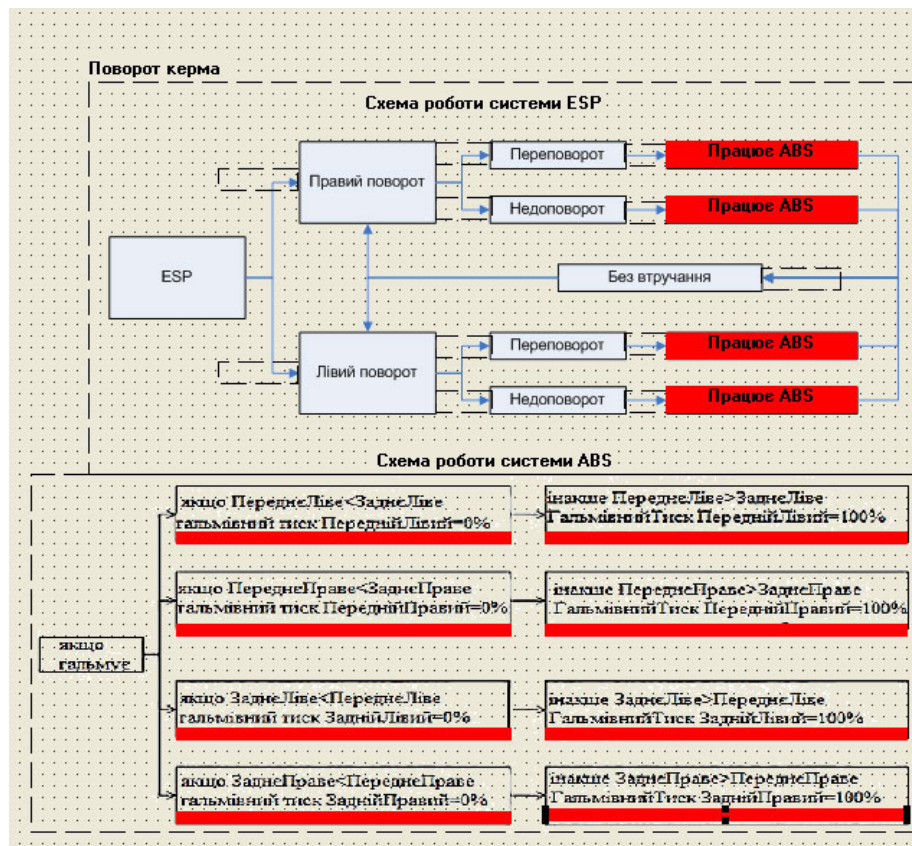 Поворот керма
Схема роботи системи ESP
Правий поворот
Переповорот
Працює ABS
Недоповорот
Працює ABS
ESP
Без втручання
Лівий поворот
Переповорот
Працює ABS
Недоповорот
Працює ABS
Схема роботи системи ABS
якщо
гальмує
якщо ПереднєЛіве<ЗаднєЛіве
гальмівний тиск ПереднійЛівий=0%
інакше ПереднєЛіве>ЗаднєЛіве
ГальмівнийТиск ПереднійЛівий=100%
якщо ПереднєПраве<ЗаднєПраве
гальмівний тиск ПереднійПравий=0%
інакше ПереднєПраве>ЗаднєПраве
ГальмівнийТиск ПереднійПравий=100%
якщо ЗаднєЛіве<ПереднєЛіве
гальмівний тиск ЗаднійЛівий=0%
інакше ЗаднєЛіве>ПереднєЛіве
ГальмівнийТиск ЗаднійЛівий=100%
якщо ЗаднєПраве<ПереднєПраве
гальмівний тиск ЗаднійПравий=0%
інакше ЗаднєПраве>ПереднєПраве
ГальмівнийТиск ЗаднійПравий=100%